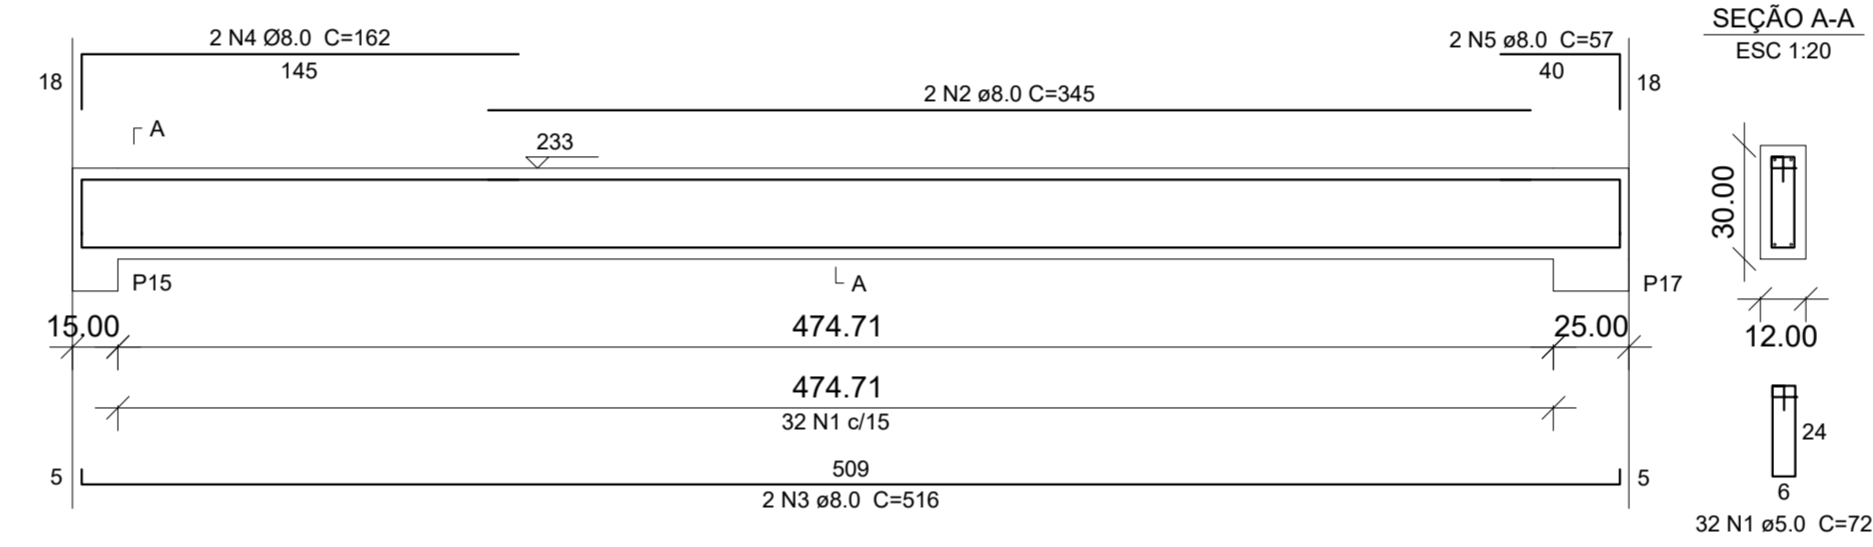 2 N4 Ø8.0 C=162
145
18
2 N5 ø8.0 C=57
40
18
2 N2 ø8.0 C=345
A
233
P15
A
P17
15.00
474.71
25.00
474.71
32 N1 c/15
5
509
5
2 N3 ø8.0 C=516
SEÇÃO A-A
ESC 1:20
30.00
12.00
24
6
32 N1 ø5.0 C=72